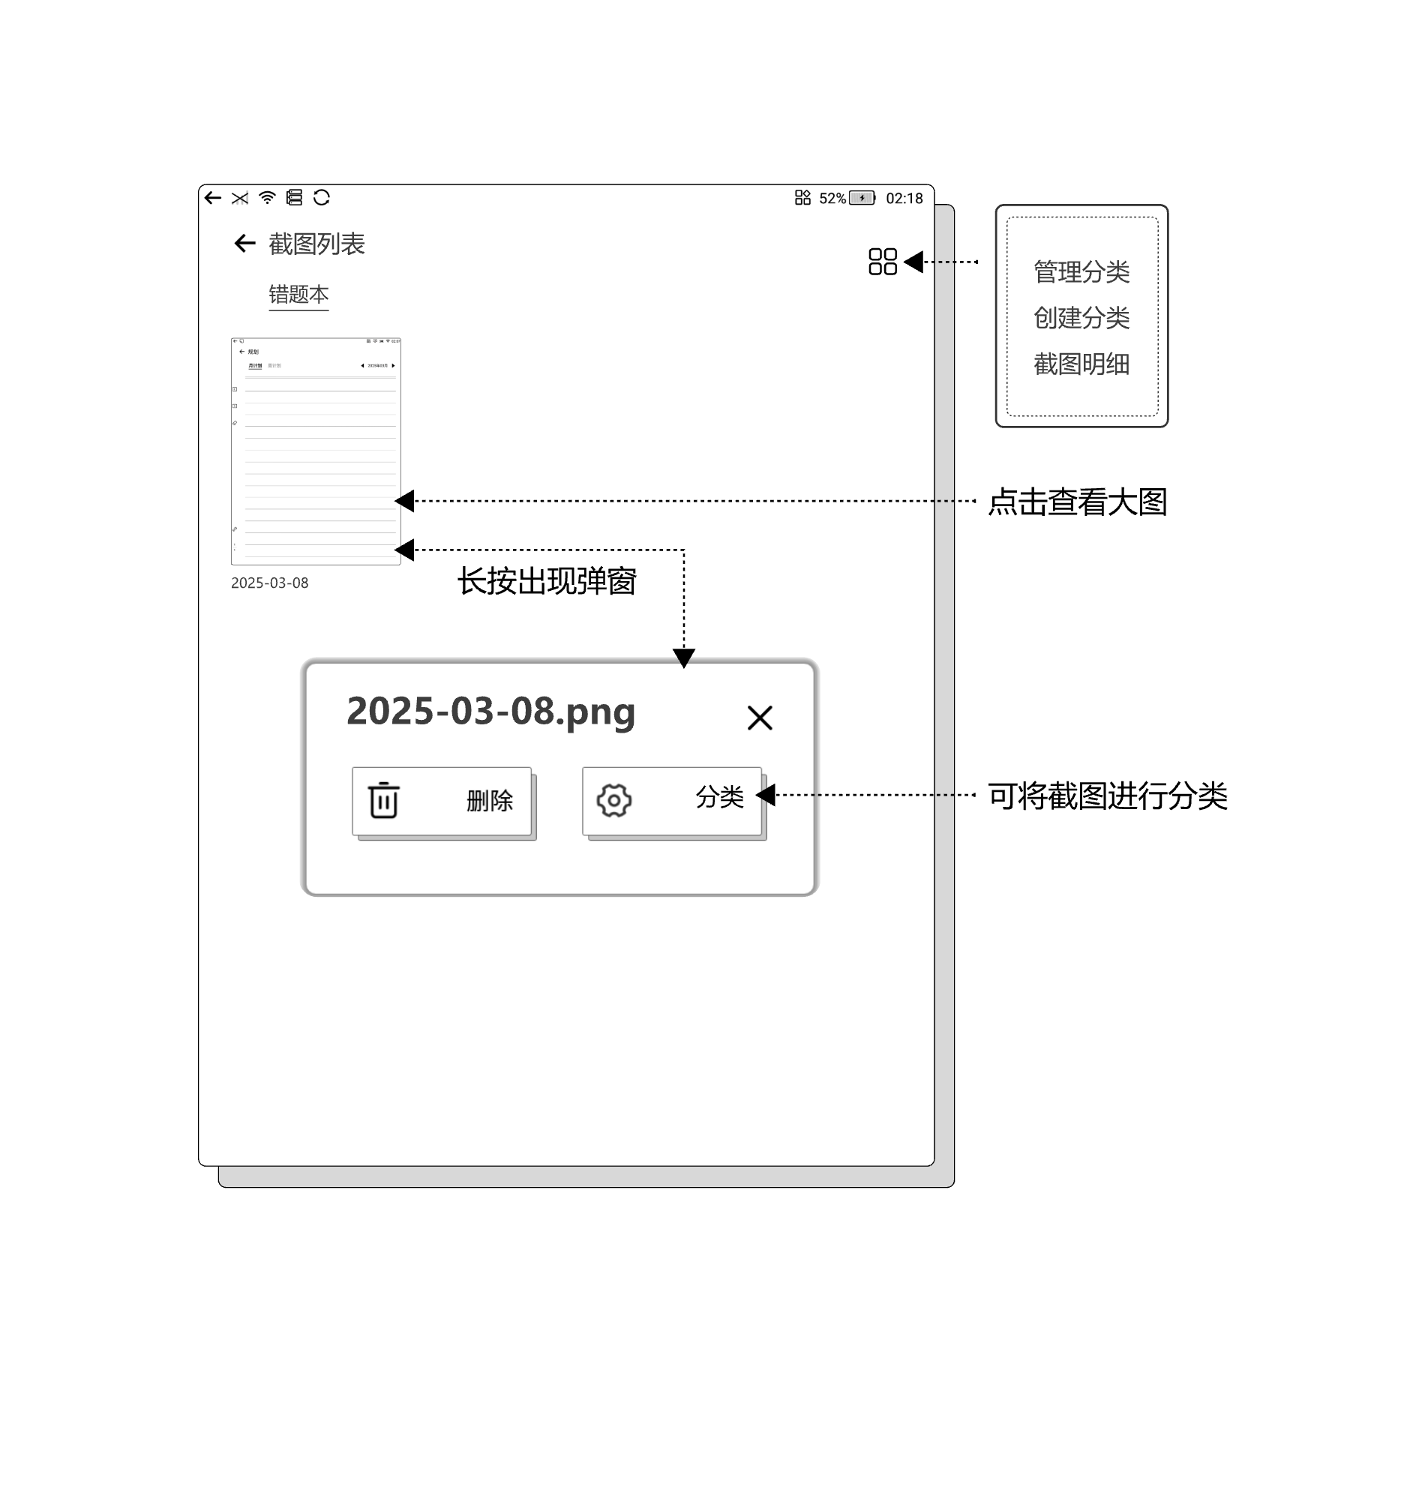 52% 02:18
截图列表
错题本
管理分类
创建分类
截图明细
规划
点击查看大图
2025-03-08
长按出现弹窗
2025-03-08.png
删除
分类
可将截图进行分类